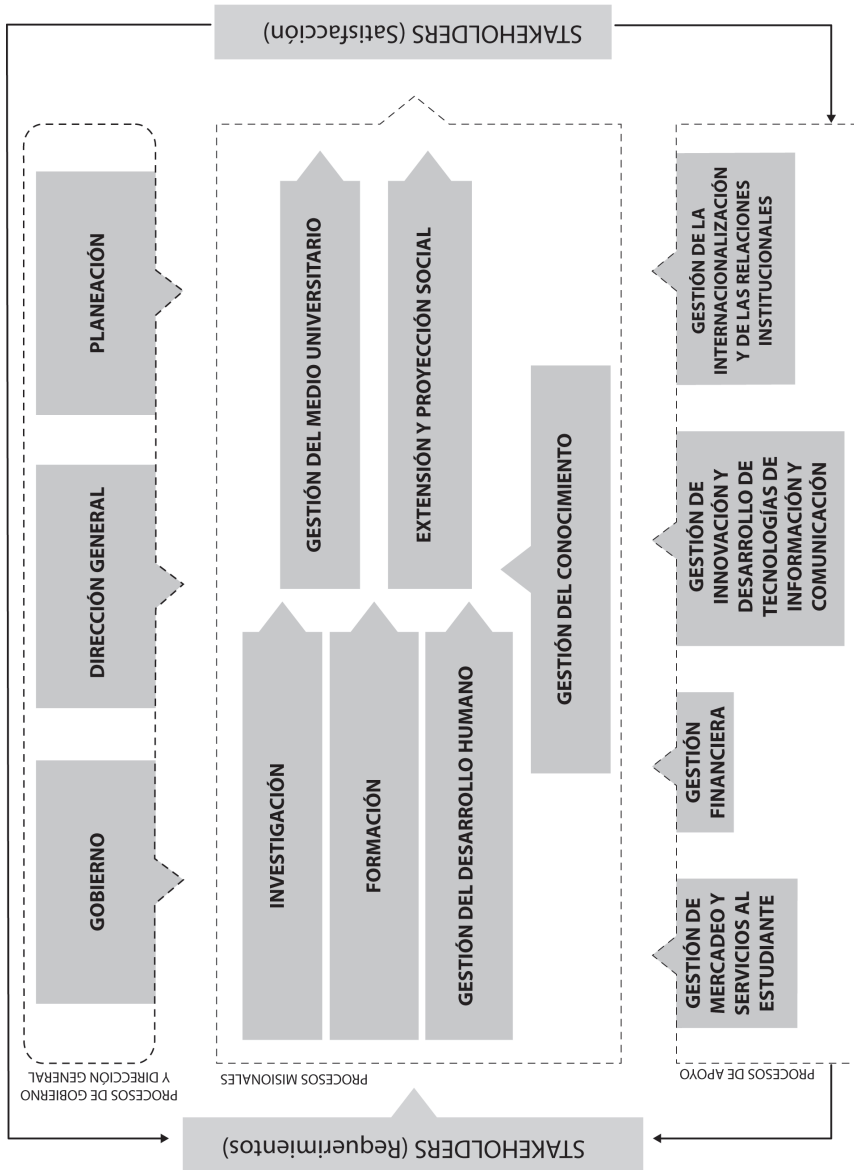 STAKEHOLDERS (Requerimientos)
PROCESOS DE GOBIERNO
Y DIRECCIÓN GENERAL
GOBIERNO
DIRECCIÓN GENERAL
PLANEACIÓN
PROCESOS MISIONALES
INVESTIGACIÓN
FORMACIÓN
GESTIÓN DEL DESARROLLO HUMANO
GESTIÓN DEL MEDIO UNIVERSITARIO
EXTENSIÓN Y PROYECCIÓN SOCIAL
GESTIÓN DEL CONOCIMIENTO
PROCESOS DE APOYO
GESTIÓN DE
MERCADEO Y
SERVICIOS AL
ESTUDIANTE
GESTIÓN
FINANCIERA
GESTIÓN DE
INNOVACIÓN Y
DESARROLLO DE
TECNOLOGÍAS DE
INFORMACIÓN Y
COMUNICACIÓN
GESTIÓN DE LA
INTERNACIONALIZACIÓN
Y DE LAS RELACIONES
INSTITUCIONALES
STAKEHOLDERS (Satisfacción)